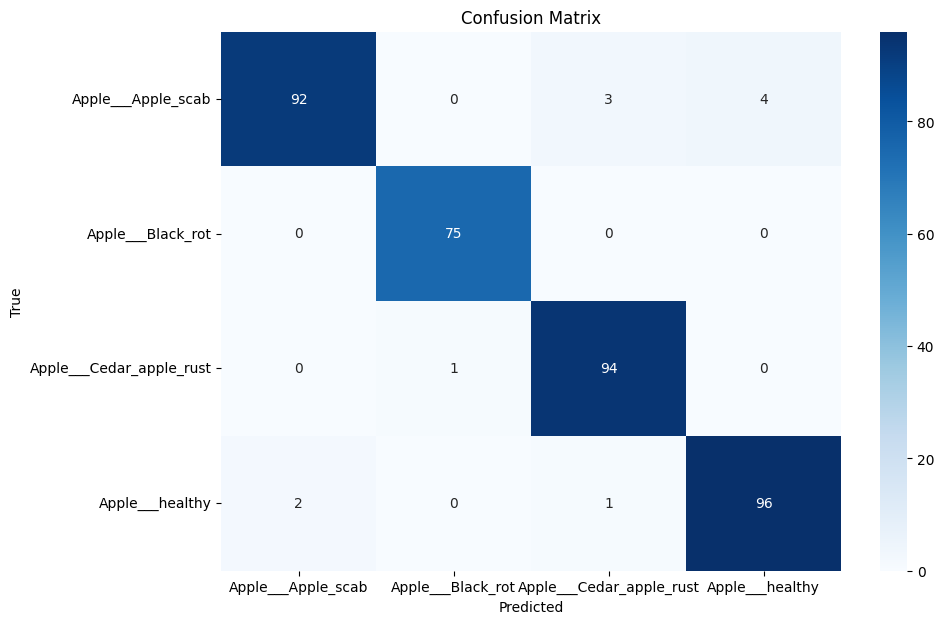 Confusion Matrix
Apple___Apple_scab 92 0 3 4
Apple___Black_rot 0 75 0 0
Apple___Cedar_apple_rust 0 1 94 0
Apple___healthy 2 0 1 96
Apple___Apple_scab Apple___Black_rot Apple___Cedar_apple_rust Apple___healthy
Predicted
True
80
60
40
20
0